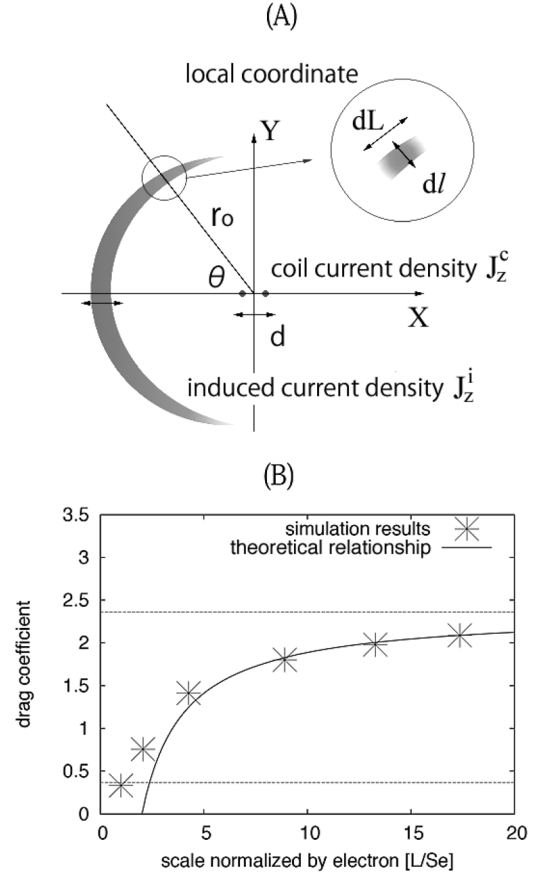 (A)
local coordinate
Y
dL
dl
ro
θ
coil current density J_z^c
X
d
induced current density J_z^i
(B)
3.5
simulation results
theoretical relationship
3
2.5
2
1.5
1
0.5
0
drag coefficient
0 5 10 15 20
scale normalized by electron [L/Se]